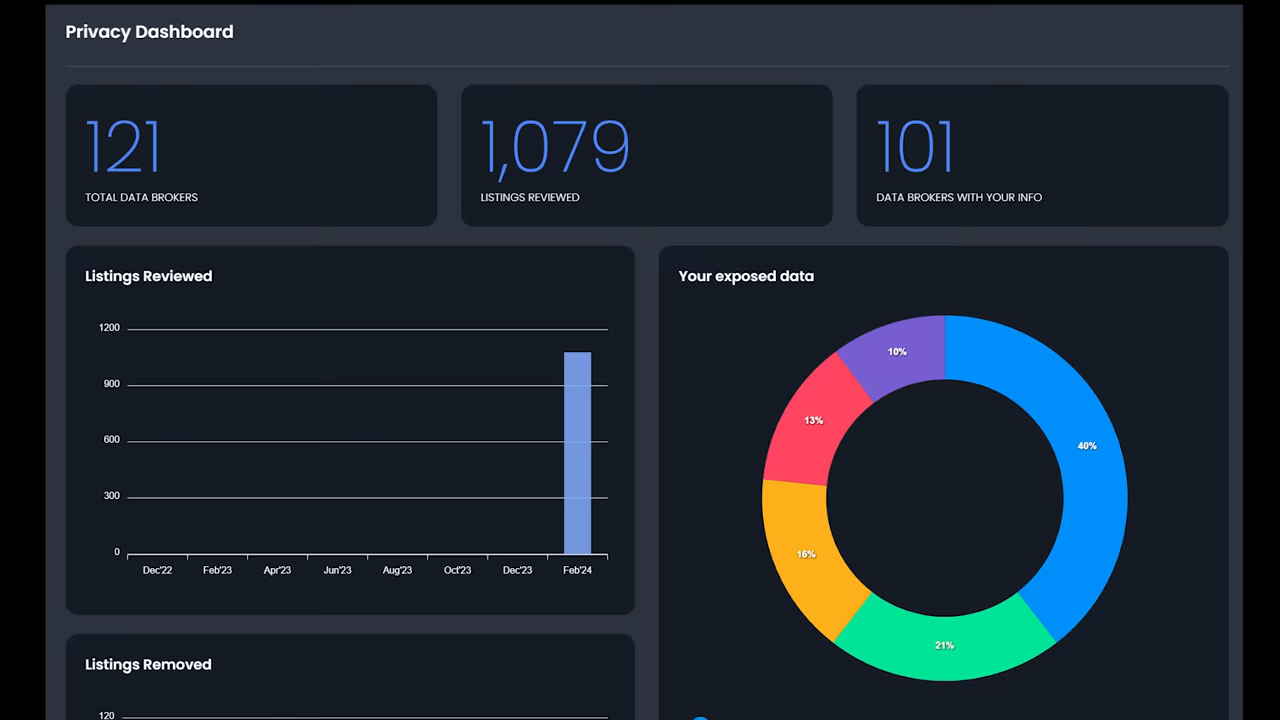 Privacy Dashboard
121
TOTAL DATA BROKERS
1,079
LISTINGS REVIEWED
101
DATA BROKERS WITH YOUR INFO
Listings Reviewed
1200
900
600
300
0
Dec'22 Feb'23 Apr'23 Jun'23 Aug'23 Oct'23 Dec'23 Feb'24
Your exposed data
10%
40%
13%
16%
21%
Listings Removed
120